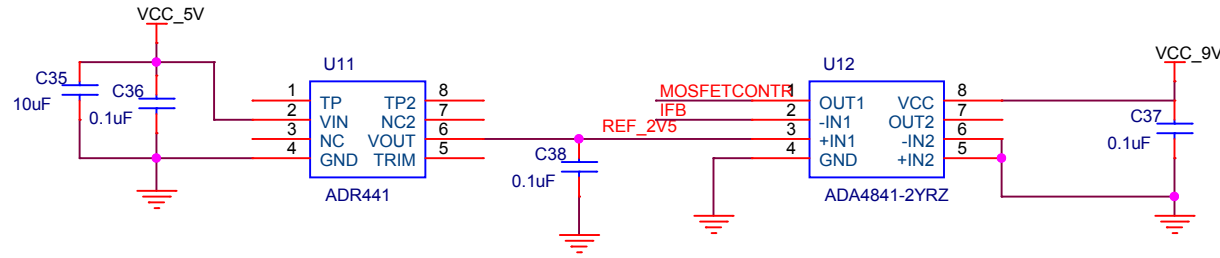 VCC_5V
VCC_9V
U11
U12
C35
10uF
C36
0.1uF
1 TP TP2 8
2 VIN NC2 7
3 NC VOUT 6
4 GND TRIM 5
ADR441
REF_2V5
C38
0.1uF
MOSFETCONTR
IFB
1 OUT1 VCC 8
2 -IN1 OUT2 7
3 +IN1 -IN2 6
4 GND +IN2 5
ADA4841-2YRZ
C37
0.1uF